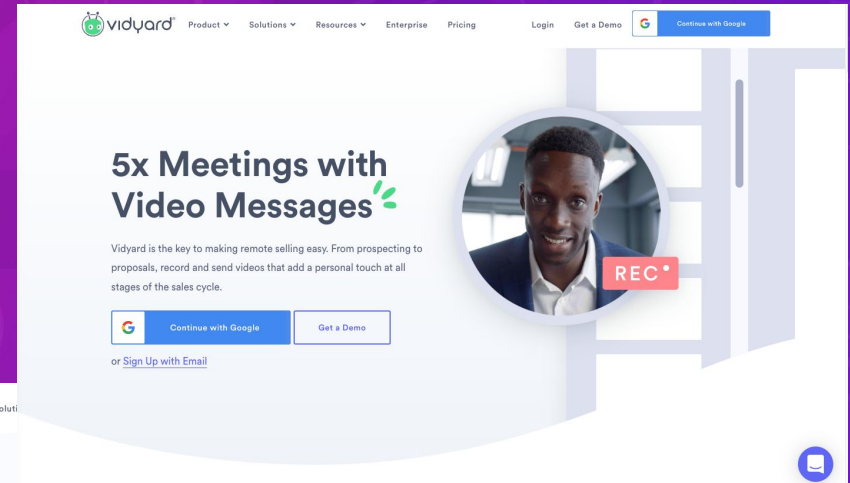 vidyard
Product
Solutions
Resources
Enterprise
Pricing
Login
Get a Demo
G
Continue with Google
5x Meetings with
Video Messages
Vidyard is the key to making remote selling easy. From prospecting to
proposals, record and send videos that add a personal touch at all
stages of the sales cycle.
REC
G
Continue with Google
Get a Demo
or Sign Up with Email
oluti